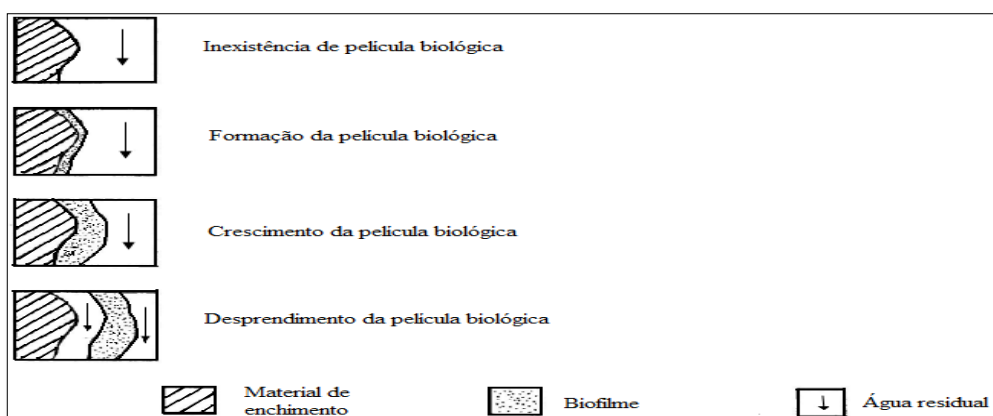 Inexistência de película biológica
Formação da película biológica
Crescimento da película biológica
Desprendimento da película biológica
Material de
enchimento
Biofilme
Água residual